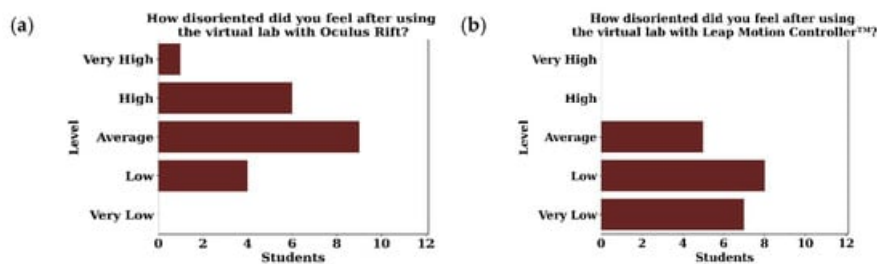 (a)
How disoriented did you feel after using
the virtual lab with Oculus Rift?
Very High
High
Average
Low
Very Low
Level
0 2 4 6 8 10 12
Students
(b)
How disoriented did you feel after using
the virtual lab with Leap Motion Controller™?
Very High
High
Average
Low
Very Low
Level
0 2 4 6 8 10 12
Students